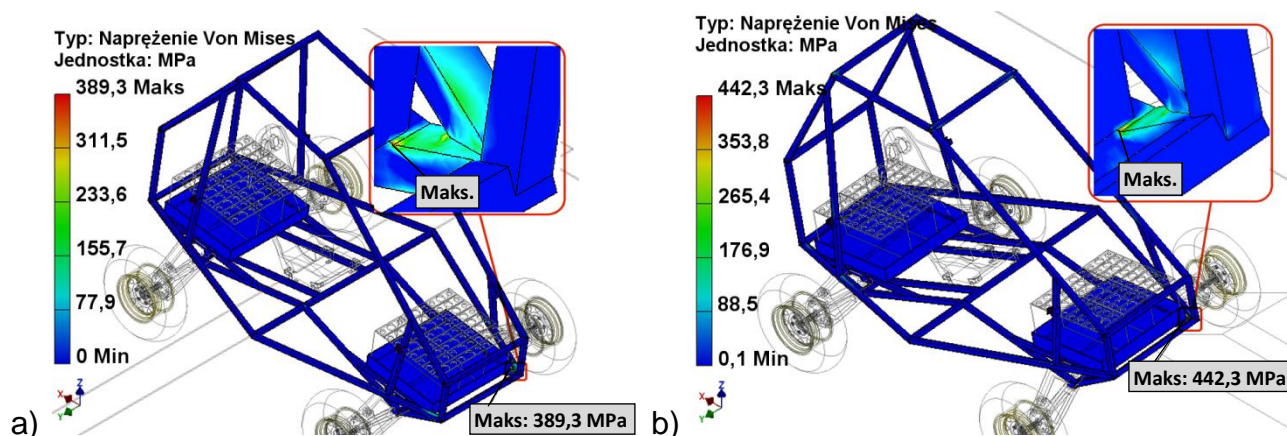 Typ: Naprężenie Von Mises
Jednostka: MPa
389,3 Maks
311,5
233,6
155,7
77,9
0 Min
Maks.
Maks: 389,3 MPa
X
Y
Z
a)
Typ: Naprężenie Von Mises
Jednostka: MPa
442,3 Maks
353,8
265,4
176,9
88,5
0,1 Min
Maks.
Maks: 442,3 MPa
X
Y
Z
b)